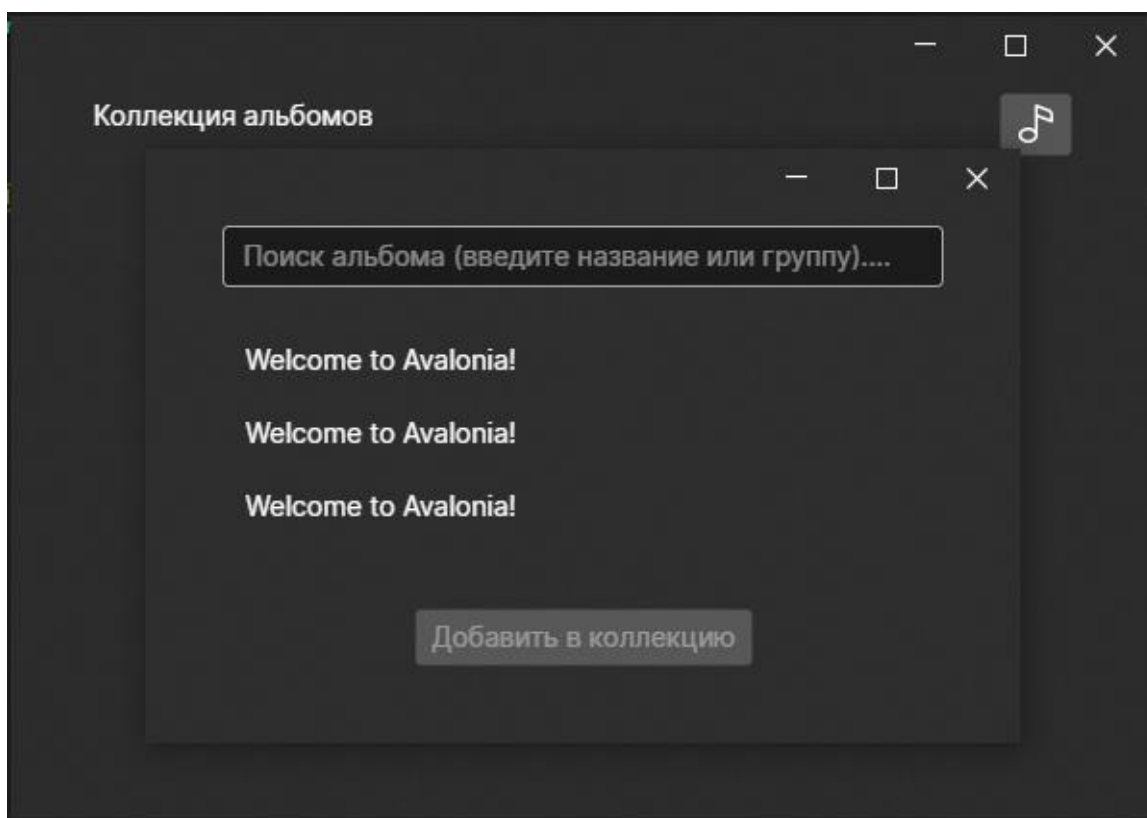 Коллекция альбомов
Поиск альбома (введите название или группу)....
Welcome to Avalonia!
Welcome to Avalonia!
Welcome to Avalonia!
Добавить в коллекцию